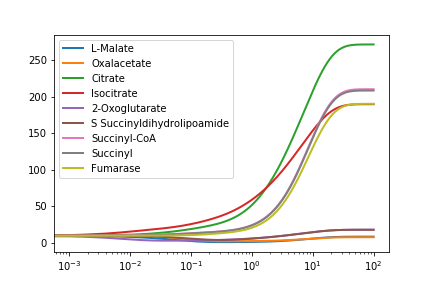 250
200
150
100
50
0
L-Malate
Oxalacetate
Citrate
Isocitrate
2-Oxoglutarate
S Succinyldihydrolipoamide
Succinyl-CoA
Succinyl
Fumarase
10⁻³ 10⁻² 10⁻¹ 10⁰ 10¹ 10²